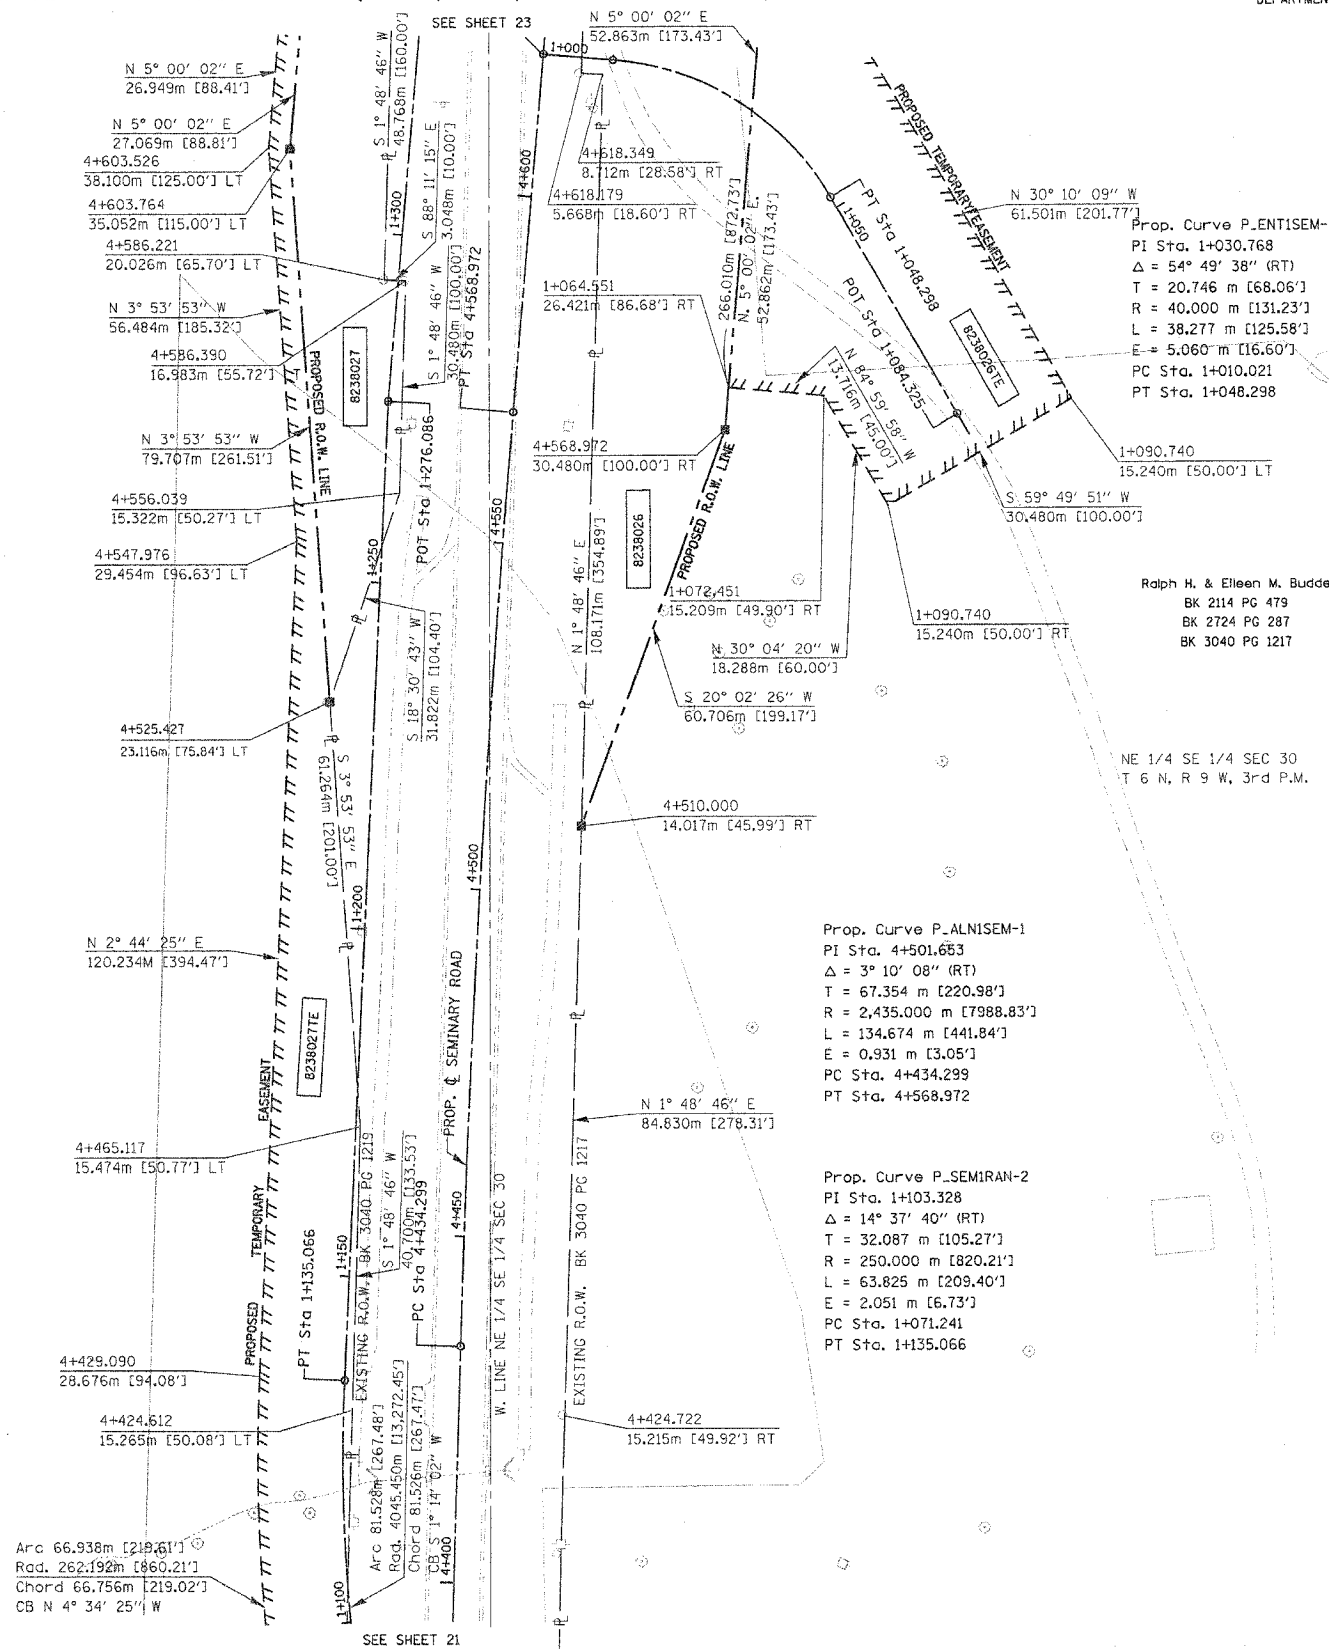 DEPARTMEN
SEE SHEET 23
N 5° 00' 02" E
52.863m [173.43']
N 5° 00' 02" E
26.949m [88.41']
N 5° 00' 02" E
27.069m [88.81']
4+603.526
38.100m [125.00'] LT
4+603.764
35.052m [115.00'] LT
4+586.221
20.026m [65.70'] LT
N 3° 53' 53" W
56.484m [185.32']
4+586.390
16.983m [55.72'] LT
N 3° 53' 53" W
79.707m [261.51']
4+556.039
15.322m [50.27'] LT
4+547.976
29.454m [96.63'] LT
4+525.427
23.116m [75.84'] LT
N 2° 44' 25" E
120.234M [394.47']
4+465.117
15.474m [50.77'] LT
4+429.090
28.676m [94.08']
4+424.612
15.265m [50.08'] LT
Arc 66.938m [219.61']
Rad. 262.192m [860.21']
Chord 66.756m [219.02']
CB N 4° 34' 25" W
PROPOSED R.O.W. LINE
8238027
8238027TE
PROPOSED TEMPORARY EASEMENT
S 1° 48' 46" W
48.768m [160.00']
S 88° 11' 15" E
3.048m [10.00']
S 1° 48' 46" W
30.480m [100.00']
PT Sta 4+568.972
POT Sta 1+276.086
S 18° 30' 43" W
31.822m [104.40']
S 3° 53' 53" E
61.264m [201.00']
1+300
1+250
1+200
1+150
1+100
PT Sta 1+135.066
EXISTING R.O.W. BK 3040 PG 1219
S 1° 48' 46" W
40.700m [133.53']
PC Sta 4+434.299
Arc 81.528m [267.48']
Rad. 4045.450m [13,272.45']
Chord 81.526m [267.47']
CB S 1° 14' 02" W
4+600
4+550
4+500
4+450
4+400
PROP. ℄ SEMINARY ROAD
W. LINE NE 1/4 SE 1/4 SEC 30
EXISTING R.O.W. BK 3040 PG 1217
SEE SHEET 21
1+000
4+618.349
8.712m [28.58'] RT
4+618.179
5.668m [18.60'] RT
1+064.551
26.421m [86.68'] RT
266.010m [872.73']
N. 5° 00' 02" E.
52.862m [173.43']
4+568.972
30.480m [100.00'] RT
8238026
PROPOSED R.O.W. LINE
N 1° 48' 46" E
108.171m [354.89']
1+072.451
15.209m [49.90'] RT
N 30° 04' 20" W
18.288m [60.00']
S 20° 02' 26" W
60.706m [199.17']
4+510.000
14.017m [45.99'] RT
N 1° 48' 46" E
84.830m [278.31']
4+424.722
15.215m [49.92'] RT
1+050
PT Sta 1+048.298
POT Sta 1+084.325
N 84° 59' 58" W
13.716m [45.00']
PROPOSED TEMPORARY EASEMENT
8238026TE
N 30° 10' 09" W
61.501m [201.77']
1+090.740
15.240m [50.00'] LT
S 59° 49' 51" W
30.480m [100.00']
1+090.740
15.240m [50.00'] RT
Prop. Curve P_ENT1SEM-
PI Sta. 1+030.768
Δ = 54° 49' 38" (RT)
T = 20.746 m [68.06']
R = 40.000 m [131.23']
L = 38.277 m [125.58']
E = 5.060 m [16.60']
PC Sta. 1+010.021
PT Sta. 1+048.298
Ralph H. & Eileen M. Budde
BK 2114 PG 479
BK 2724 PG 287
BK 3040 PG 1217
NE 1/4 SE 1/4 SEC 30
T 6 N, R 9 W, 3rd P.M.
Prop. Curve P_ALN1SEM-1
PI Sta. 4+501.653
Δ = 3° 10' 08" (RT)
T = 67.354 m [220.98']
R = 2,435.000 m [7988.83']
L = 134.674 m [441.84']
E = 0.931 m [3.05']
PC Sta. 4+434.299
PT Sta. 4+568.972
Prop. Curve P_SEM1RAN-2
PI Sta. 1+103.328
Δ = 14° 37' 40" (RT)
T = 32.087 m [105.27']
R = 250.000 m [820.21']
L = 63.825 m [209.40']
E = 2.051 m [6.73']
PC Sta. 1+071.241
PT Sta. 1+135.066